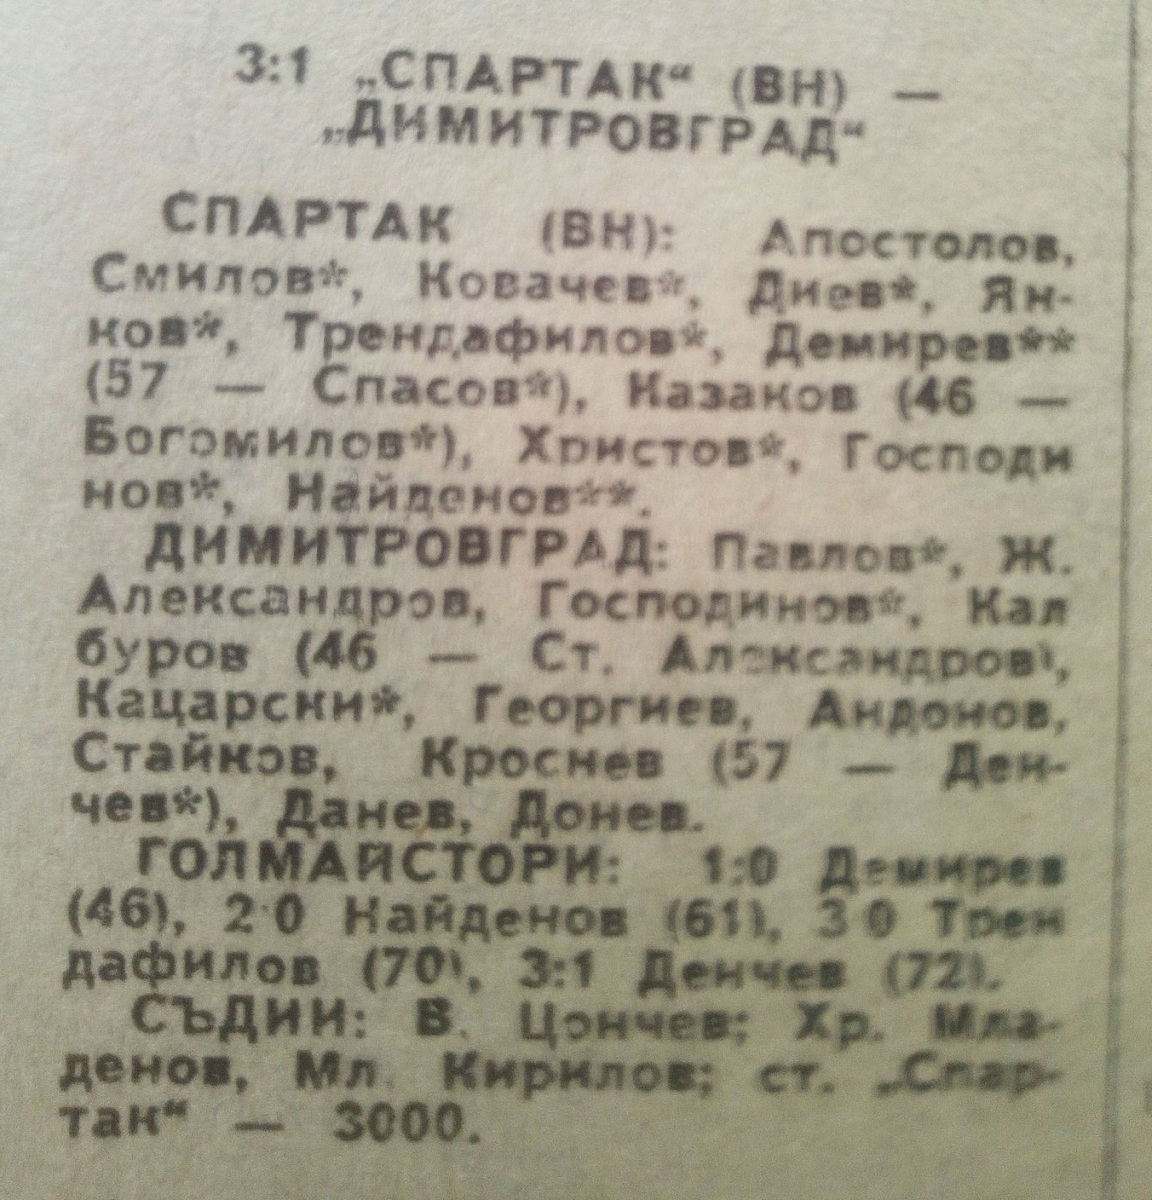 3:1 „СПАРТАК“ (ВН) —
„ДИМИТРОВГРАД“
СПАРТАК (ВН): Апостолов,
Смилов*, Ковачев*, Диев*, Ян-
ков*, Трендафилов*, Демирев**
(57 — Спасов*), Казаков (46 —
Богомилов*), Христов*, Господи
нов*, Найденов**.
ДИМИТРОВГРАД: Павлов*, Ж.
Александров, Господинов*, Кал
буров (46 — Ст. Александров),
Кацарски*, Георгиев, Андонов,
Стайков, Кроснев (57 — Ден-
чев*), Данев, Донев.
ГОЛМАЙСТОРИ: 1:0 Демирев
(46), 2:0 Найденов (61), 3 0 Трен
дафилов (70), 3:1 Денчев (72).
СЪДИИ: В. Цончев; Хр. Мла-
денов, Мл. Кирилов; ст. „Спар-
так“ — 3000.